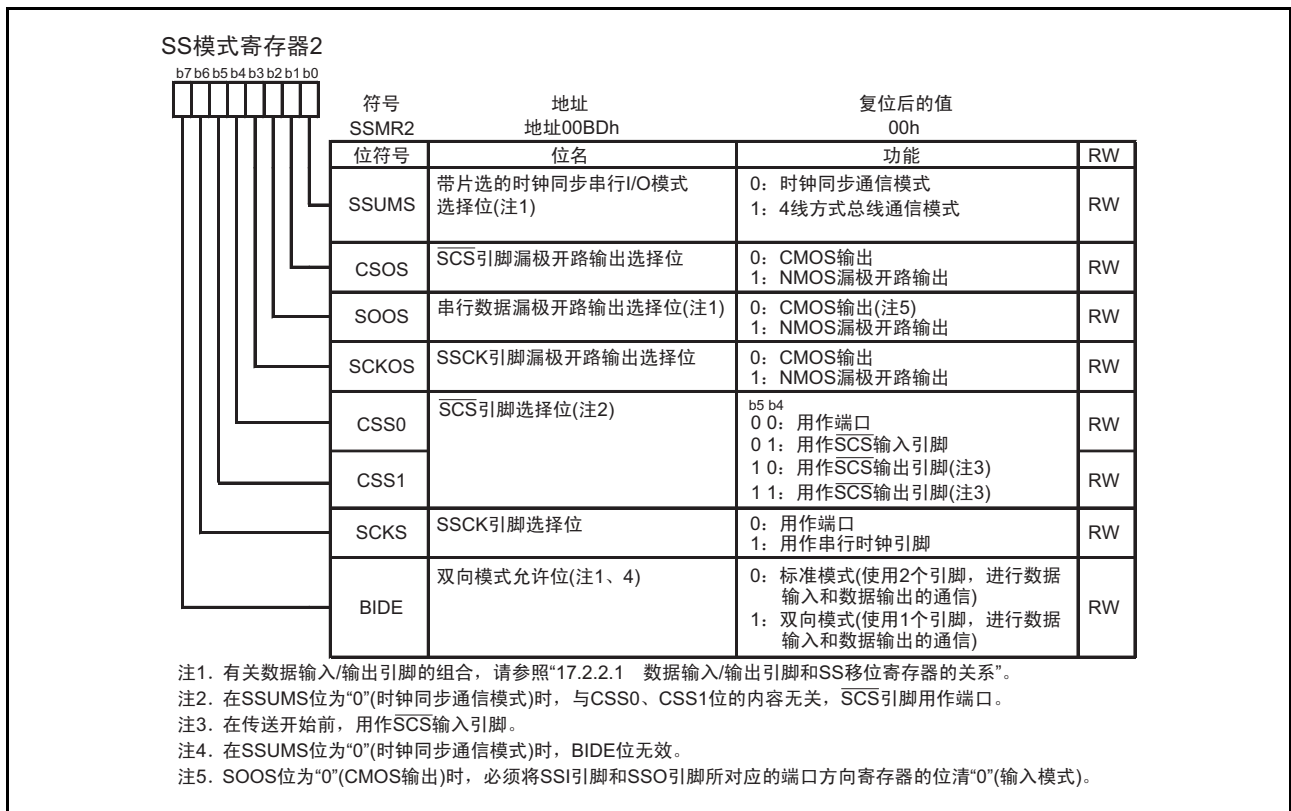 SS模式寄存器2
b7 b6 b5 b4 b3 b2 b1 b0
符号 地址 复位后的值
SSMR2 地址00BDh 00h
位符号 位名 功能 RW
SSUMS 带片选的时钟同步串行I/O模式
选择位(注1) 0：时钟同步通信模式
1：4线方式总线通信模式 RW
CSOS SCS引脚漏极开路输出选择位 0：CMOS输出
1：NMOS漏极开路输出 RW
SOOS 串行数据漏极开路输出选择位(注1) 0：CMOS输出(注5)
1：NMOS漏极开路输出 RW
SCKOS SSCK引脚漏极开路输出选择位 0：CMOS输出
1：NMOS漏极开路输出 RW
CSS0 SCS引脚选择位(注2) b5 b4
0 0：用作端口 RW
0 1：用作SCS输入引脚
CSS1 1 0：用作SCS输出引脚(注3) RW
1 1：用作SCS输出引脚(注3)
SCKS SSCK引脚选择位 0：用作端口
1：用作串行时钟引脚 RW
BIDE 双向模式允许位(注1、4) 0：标准模式(使用2个引脚，进行数据
输入和数据输出的通信)
1：双向模式(使用1个引脚，进行数据
输入和数据输出的通信) RW
注1. 有关数据输入/输出引脚的组合，请参照“17.2.2.1 数据输入/输出引脚和SS移位寄存器的关系”。
注2. 在SSUMS位为“0”(时钟同步通信模式)时，与CSS0、CSS1位的内容无关，SCS引脚用作端口。
注3. 在传送开始前，用作SCS输入引脚。
注4. 在SSUMS位为“0”(时钟同步通信模式)时，BIDE位无效。
注5. SOOS位为“0”(CMOS输出)时，必须将SSI引脚和SSO引脚所对应的端口方向寄存器的位清“0”(输入模式)。